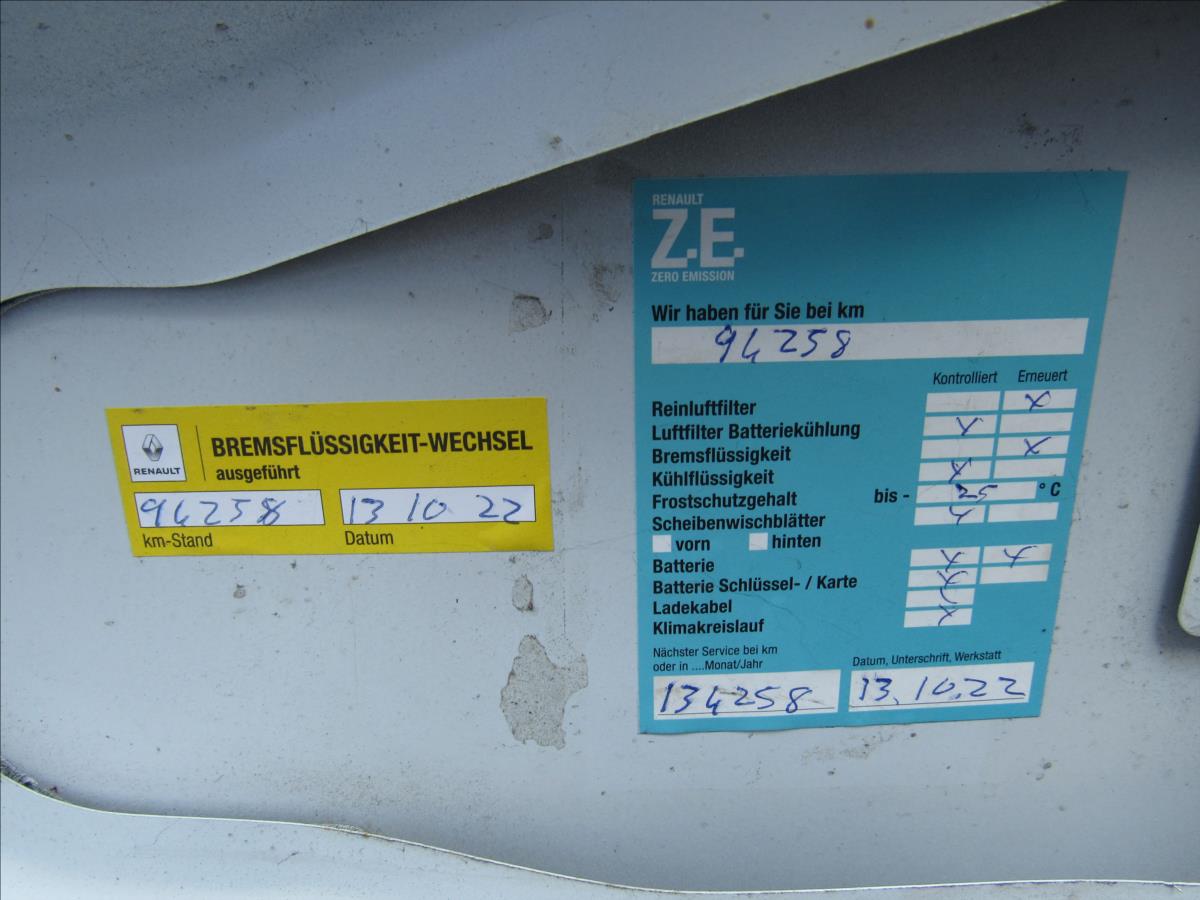 RENAULT
Z.E.
ZERO EMISSION
Wir haben für Sie bei km
94258
Kontrolliert Erneuert
Reinluftfilter x
Luftfilter Batteriekühlung x
Bremsflüssigkeit x
Kühlflüssigkeit x
Frostschutzgehalt bis - 25 °C
Scheibenwischblätter x
vorn hinten
Batterie x x
Batterie Schlüssel- / Karte x
Ladekabel
Klimakreislauf x
Nächster Service bei km
oder in ....Monat/Jahr
134258
Datum, Unterschrift, Werkstatt
13.10.22
RENAULT
BREMSFLÜSSIGKEIT-WECHSEL
ausgeführt
94258 13 10 22
km-Stand Datum